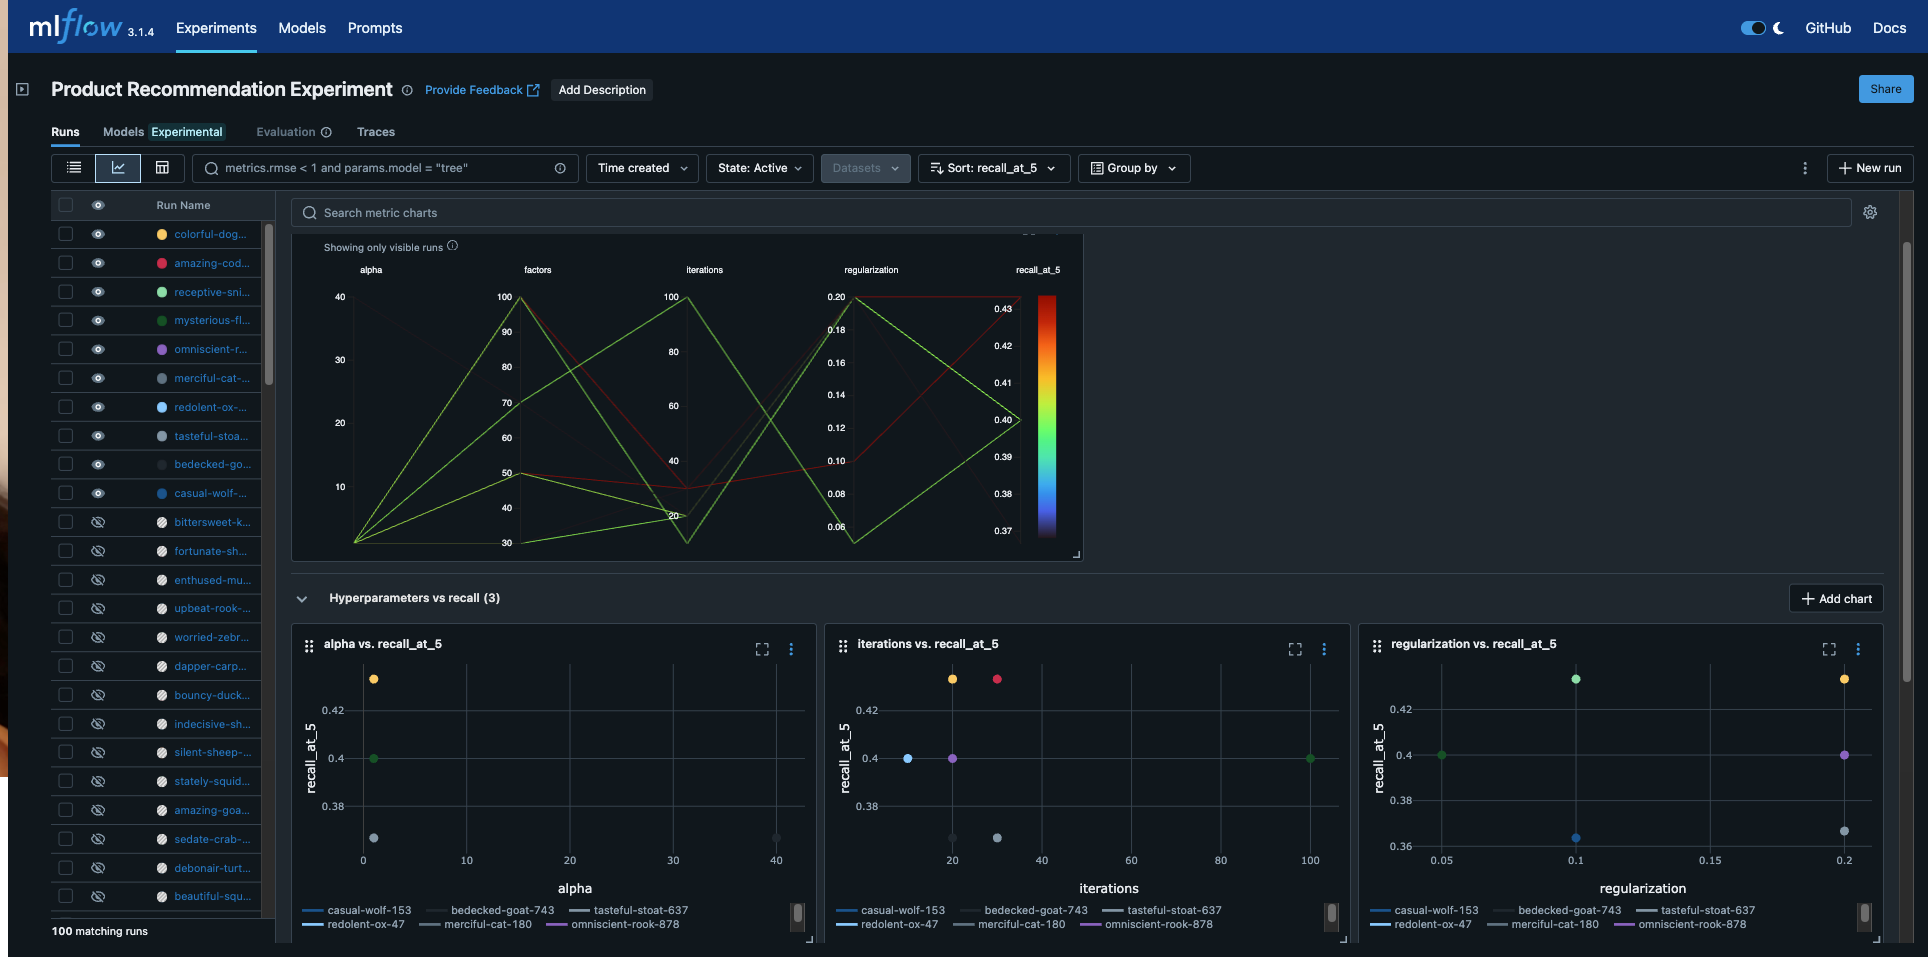 mlflow 3.1.4 Experiments Models Prompts GitHub Docs
Product Recommendation Experiment Provide Feedback Add Description Share
Runs Models Experimental Evaluation Traces
metrics.rmse < 1 and params.model = "tree" Time created State: Active Datasets Sort: recall_at_5 Group by New run
Run Name
colorful-dog...
amazing-cod...
receptive-sni...
mysterious-fl...
omniscient-r...
merciful-cat-...
redolent-ox-...
tasteful-stoa...
bedecked-go...
casual-wolf-...
bittersweet-k...
fortunate-sh...
enthused-mu...
upbeat-rook-...
worried-zebr...
dapper-carp...
bouncy-duck...
indecisive-sh...
silent-sheep-...
stately-squid...
amazing-goa...
sedate-crab-...
debonair-turt...
beautiful-squ...
100 matching runs
Search metric charts
Showing only visible runs
alpha factors iterations regularization recall_at_5
40
30
20
10
100
90
80
70
60
50
40
30
100
80
60
40
20
0.20
0.18
0.16
0.14
0.12
0.10
0.08
0.06
0.43
0.42
0.41
0.40
0.39
0.38
0.37
Hyperparameters vs recall (3) Add chart
alpha vs. recall_at_5
recall_at_5
0.42
0.4
0.38
0 10 20 30 40
alpha
casual-wolf-153 bedecked-goat-743 tasteful-stoat-637
redolent-ox-47 merciful-cat-180 omniscient-rook-878
iterations vs. recall_at_5
recall_at_5
0.42
0.4
0.38
20 40 60 80 100
iterations
casual-wolf-153 bedecked-goat-743 tasteful-stoat-637
redolent-ox-47 merciful-cat-180 omniscient-rook-878
regularization vs. recall_at_5
recall_at_5
0.42
0.4
0.38
0.36
0.05 0.1 0.15 0.2
regularization
casual-wolf-153 bedecked-goat-743 tasteful-stoat-637
redolent-ox-47 merciful-cat-180 omniscient-rook-878